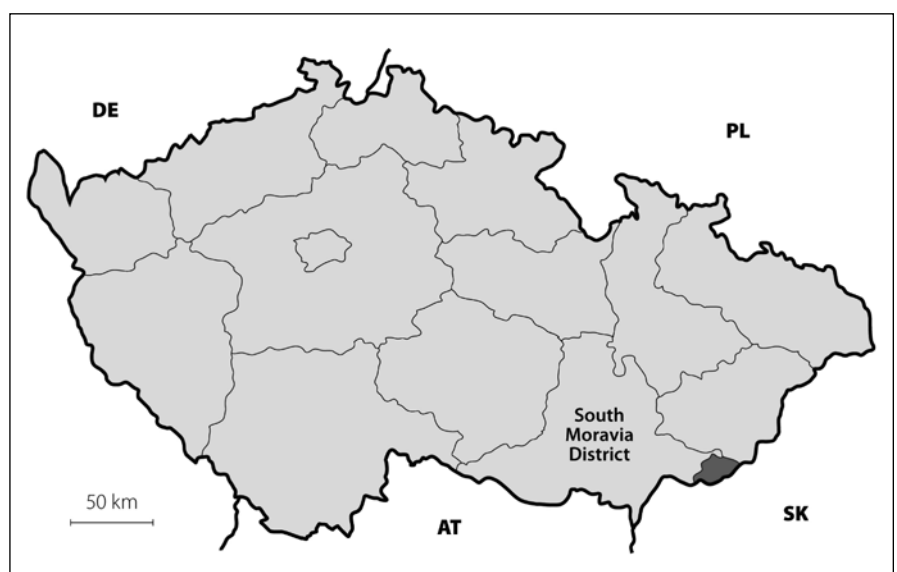 DE
PL
South
Moravia
District
50 km
AT
SK